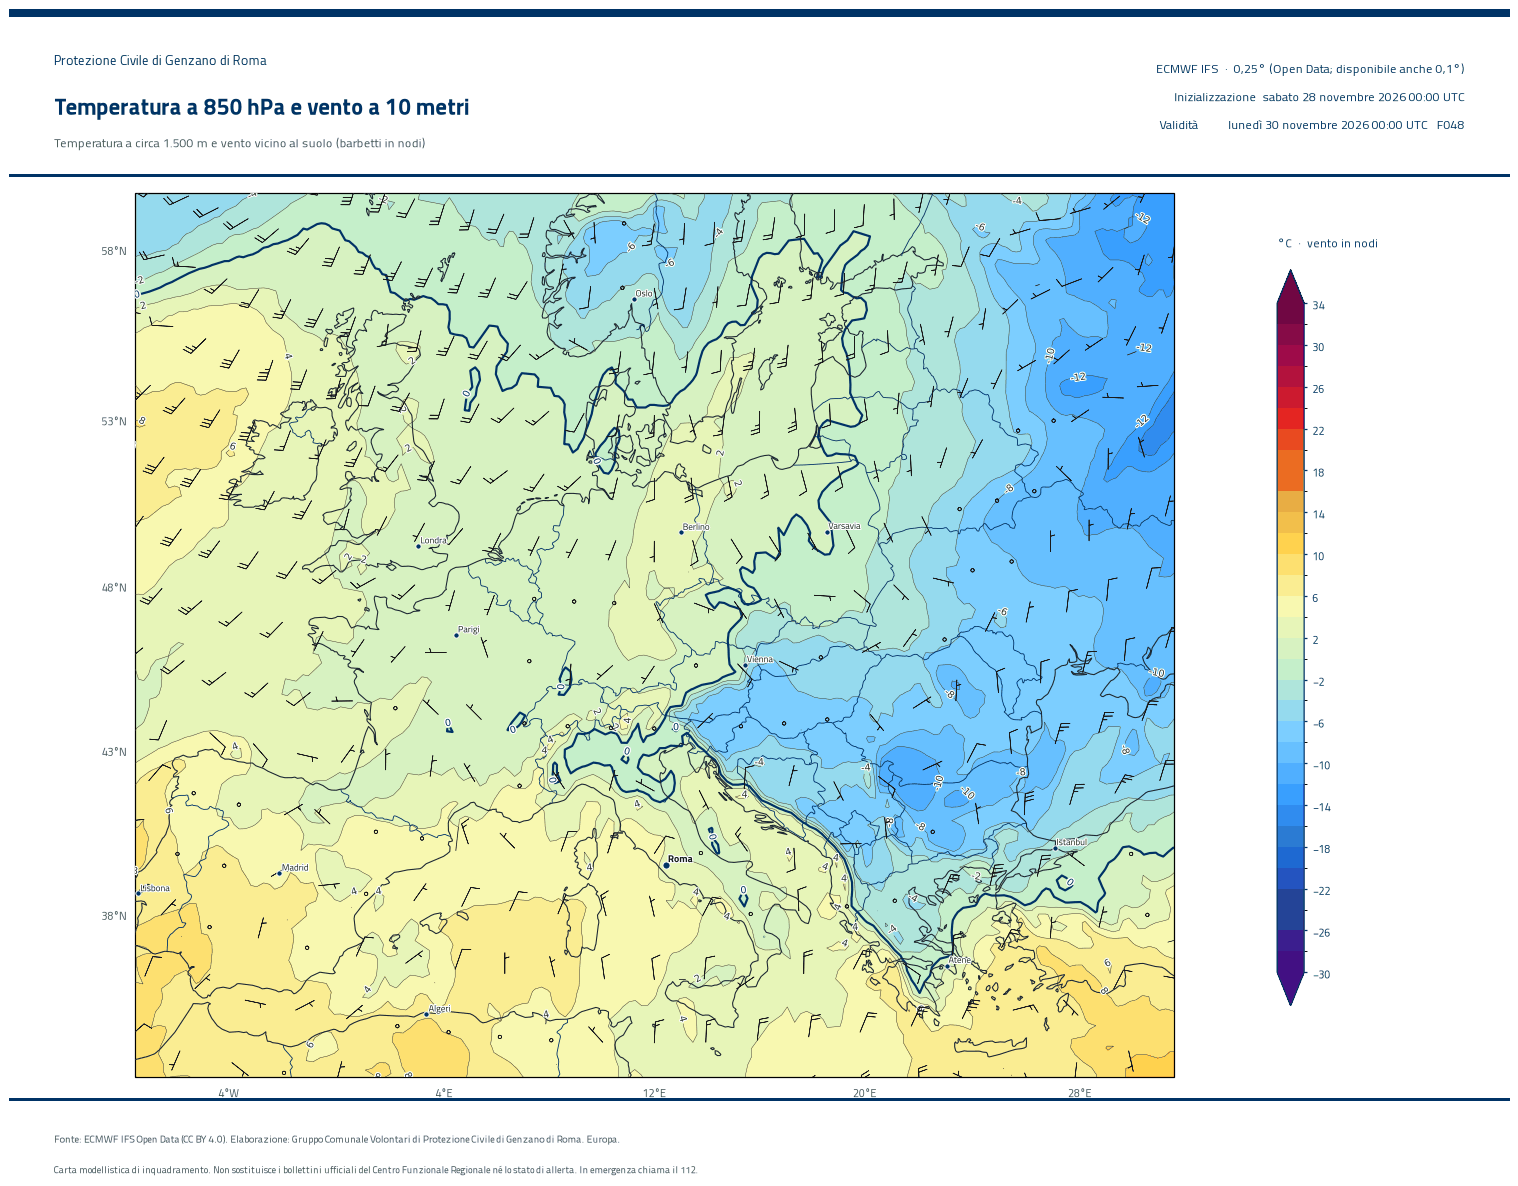 Protezione Civile di Genzano di Roma
Temperatura a 850 hPa e vento a 10 metri
Temperatura a circa 1.500 m e vento vicino al suolo (barbetti in nodi)
ECMWF IFS · 0,25° (Open Data; disponibile anche 0,1°)
Inizializzazione sabato 28 novembre 2026 00:00 UTC
Validità lunedì 30 novembre 2026 00:00 UTC F048
°C · vento in nodi
34
30
26
22
18
14
10
6
2
−2
−6
−10
−14
−18
−22
−26
−30
58°N
53°N
48°N
43°N
38°N
4°W
4°E
12°E
20°E
28°E
Oslo
Berlino
Varsavia
Londra
Parigi
Vienna
Roma
Madrid
Lisbona
Istanbul
Atene
Algeri
Fonte: ECMWF IFS Open Data (CC BY 4.0). Elaborazione: Gruppo Comunale Volontari di Protezione Civile di Genzano di Roma. Europa.
Carta modellistica di inquadramento. Non sostituisce i bollettini ufficiali del Centro Funzionale Regionale né lo stato di allerta. In emergenza chiama il 112.